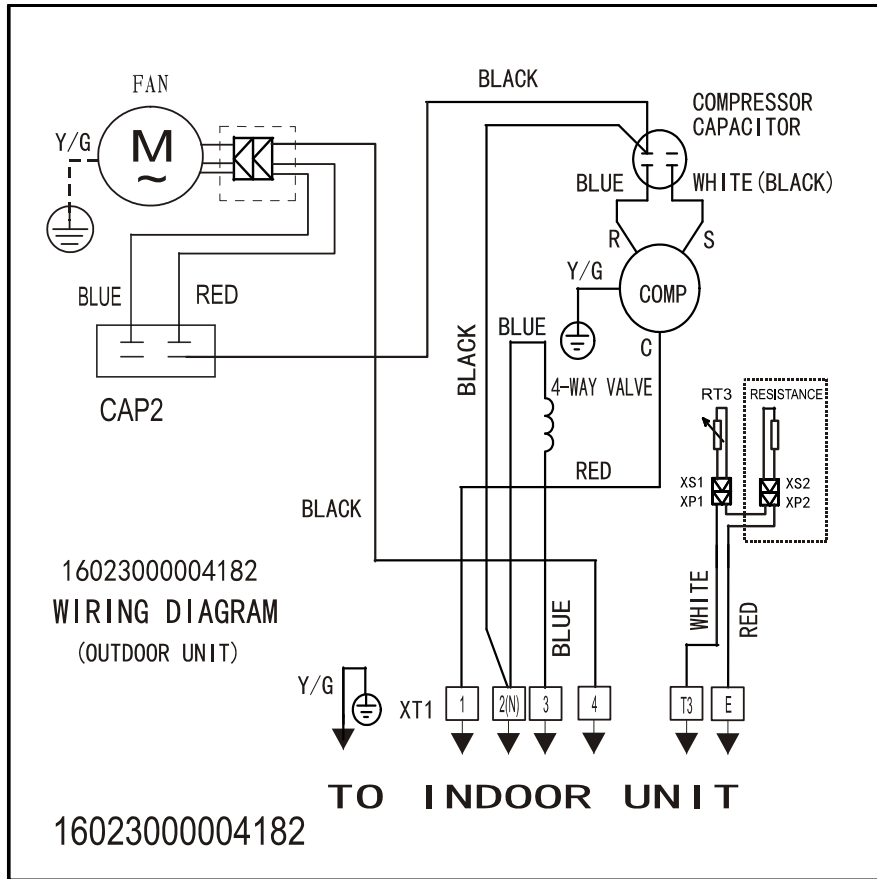 FAN
BLACK
COMPRESSOR
CAPACITOR
Y/G
M
~
BLUE
WHITE(BLACK)
R
S
Y/G
COMP
C
BLUE
RED
BLACK
BLUE
CAP2
4-WAY VALVE
RT3
RESISTANCE
RED
XS1
XS2
XP1
XP2
BLACK
16023000004182
WIRING DIAGRAM
(OUTDOOR UNIT)
BLUE
WHITE
RED
Y/G
XT1
1
2(N)
3
4
T3
E
TO INDOOR UNIT
16023000004182